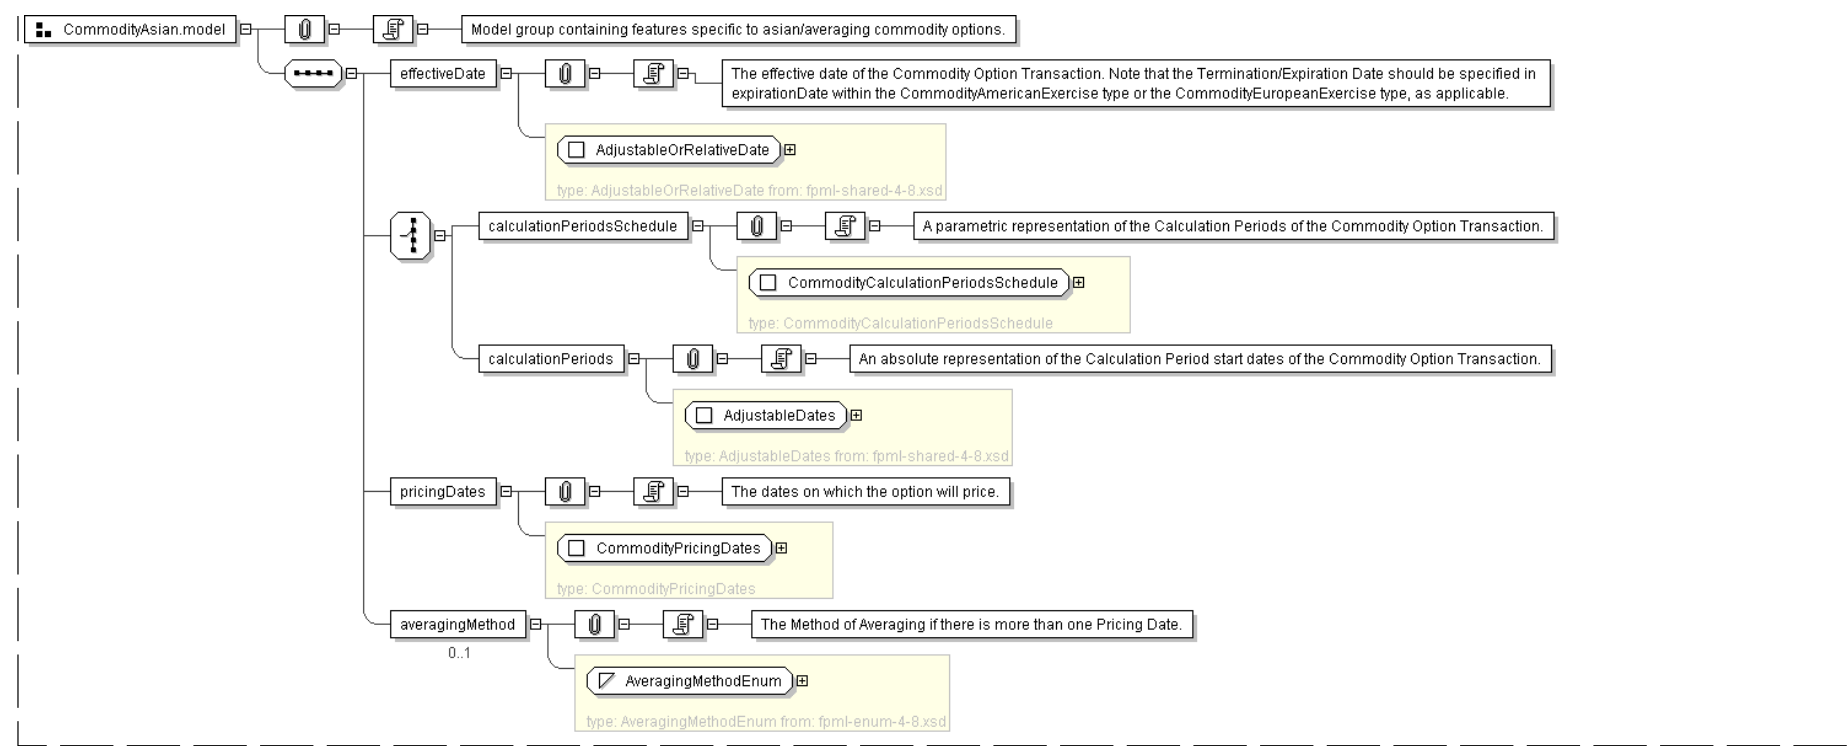 CommodityAsian.model
Model group containing features specific to asian/averaging commodity options.
effectiveDate
The effective date of the Commodity Option Transaction. Note that the Termination/Expiration Date should be specified in
expirationDate within the CommodityAmericanExercise type or the CommodityEuropeanExercise type, as applicable.
AdjustableOrRelativeDate
type: AdjustableOrRelativeDate from: fpml-shared-4-8.xsd
calculationPeriodsSchedule
A parametric representation of the Calculation Periods of the Commodity Option Transaction.
CommodityCalculationPeriodsSchedule
type: CommodityCalculationPeriodsSchedule
calculationPeriods
An absolute representation of the Calculation Period start dates of the Commodity Option Transaction.
AdjustableDates
type: AdjustableDates from: fpml-shared-4-8.xsd
pricingDates
The dates on which the option will price.
CommodityPricingDates
type: CommodityPricingDates
averagingMethod
The Method of Averaging if there is more than one Pricing Date.
0..1
AveragingMethodEnum
type: AveragingMethodEnum from: fpml-enum-4-8.xsd